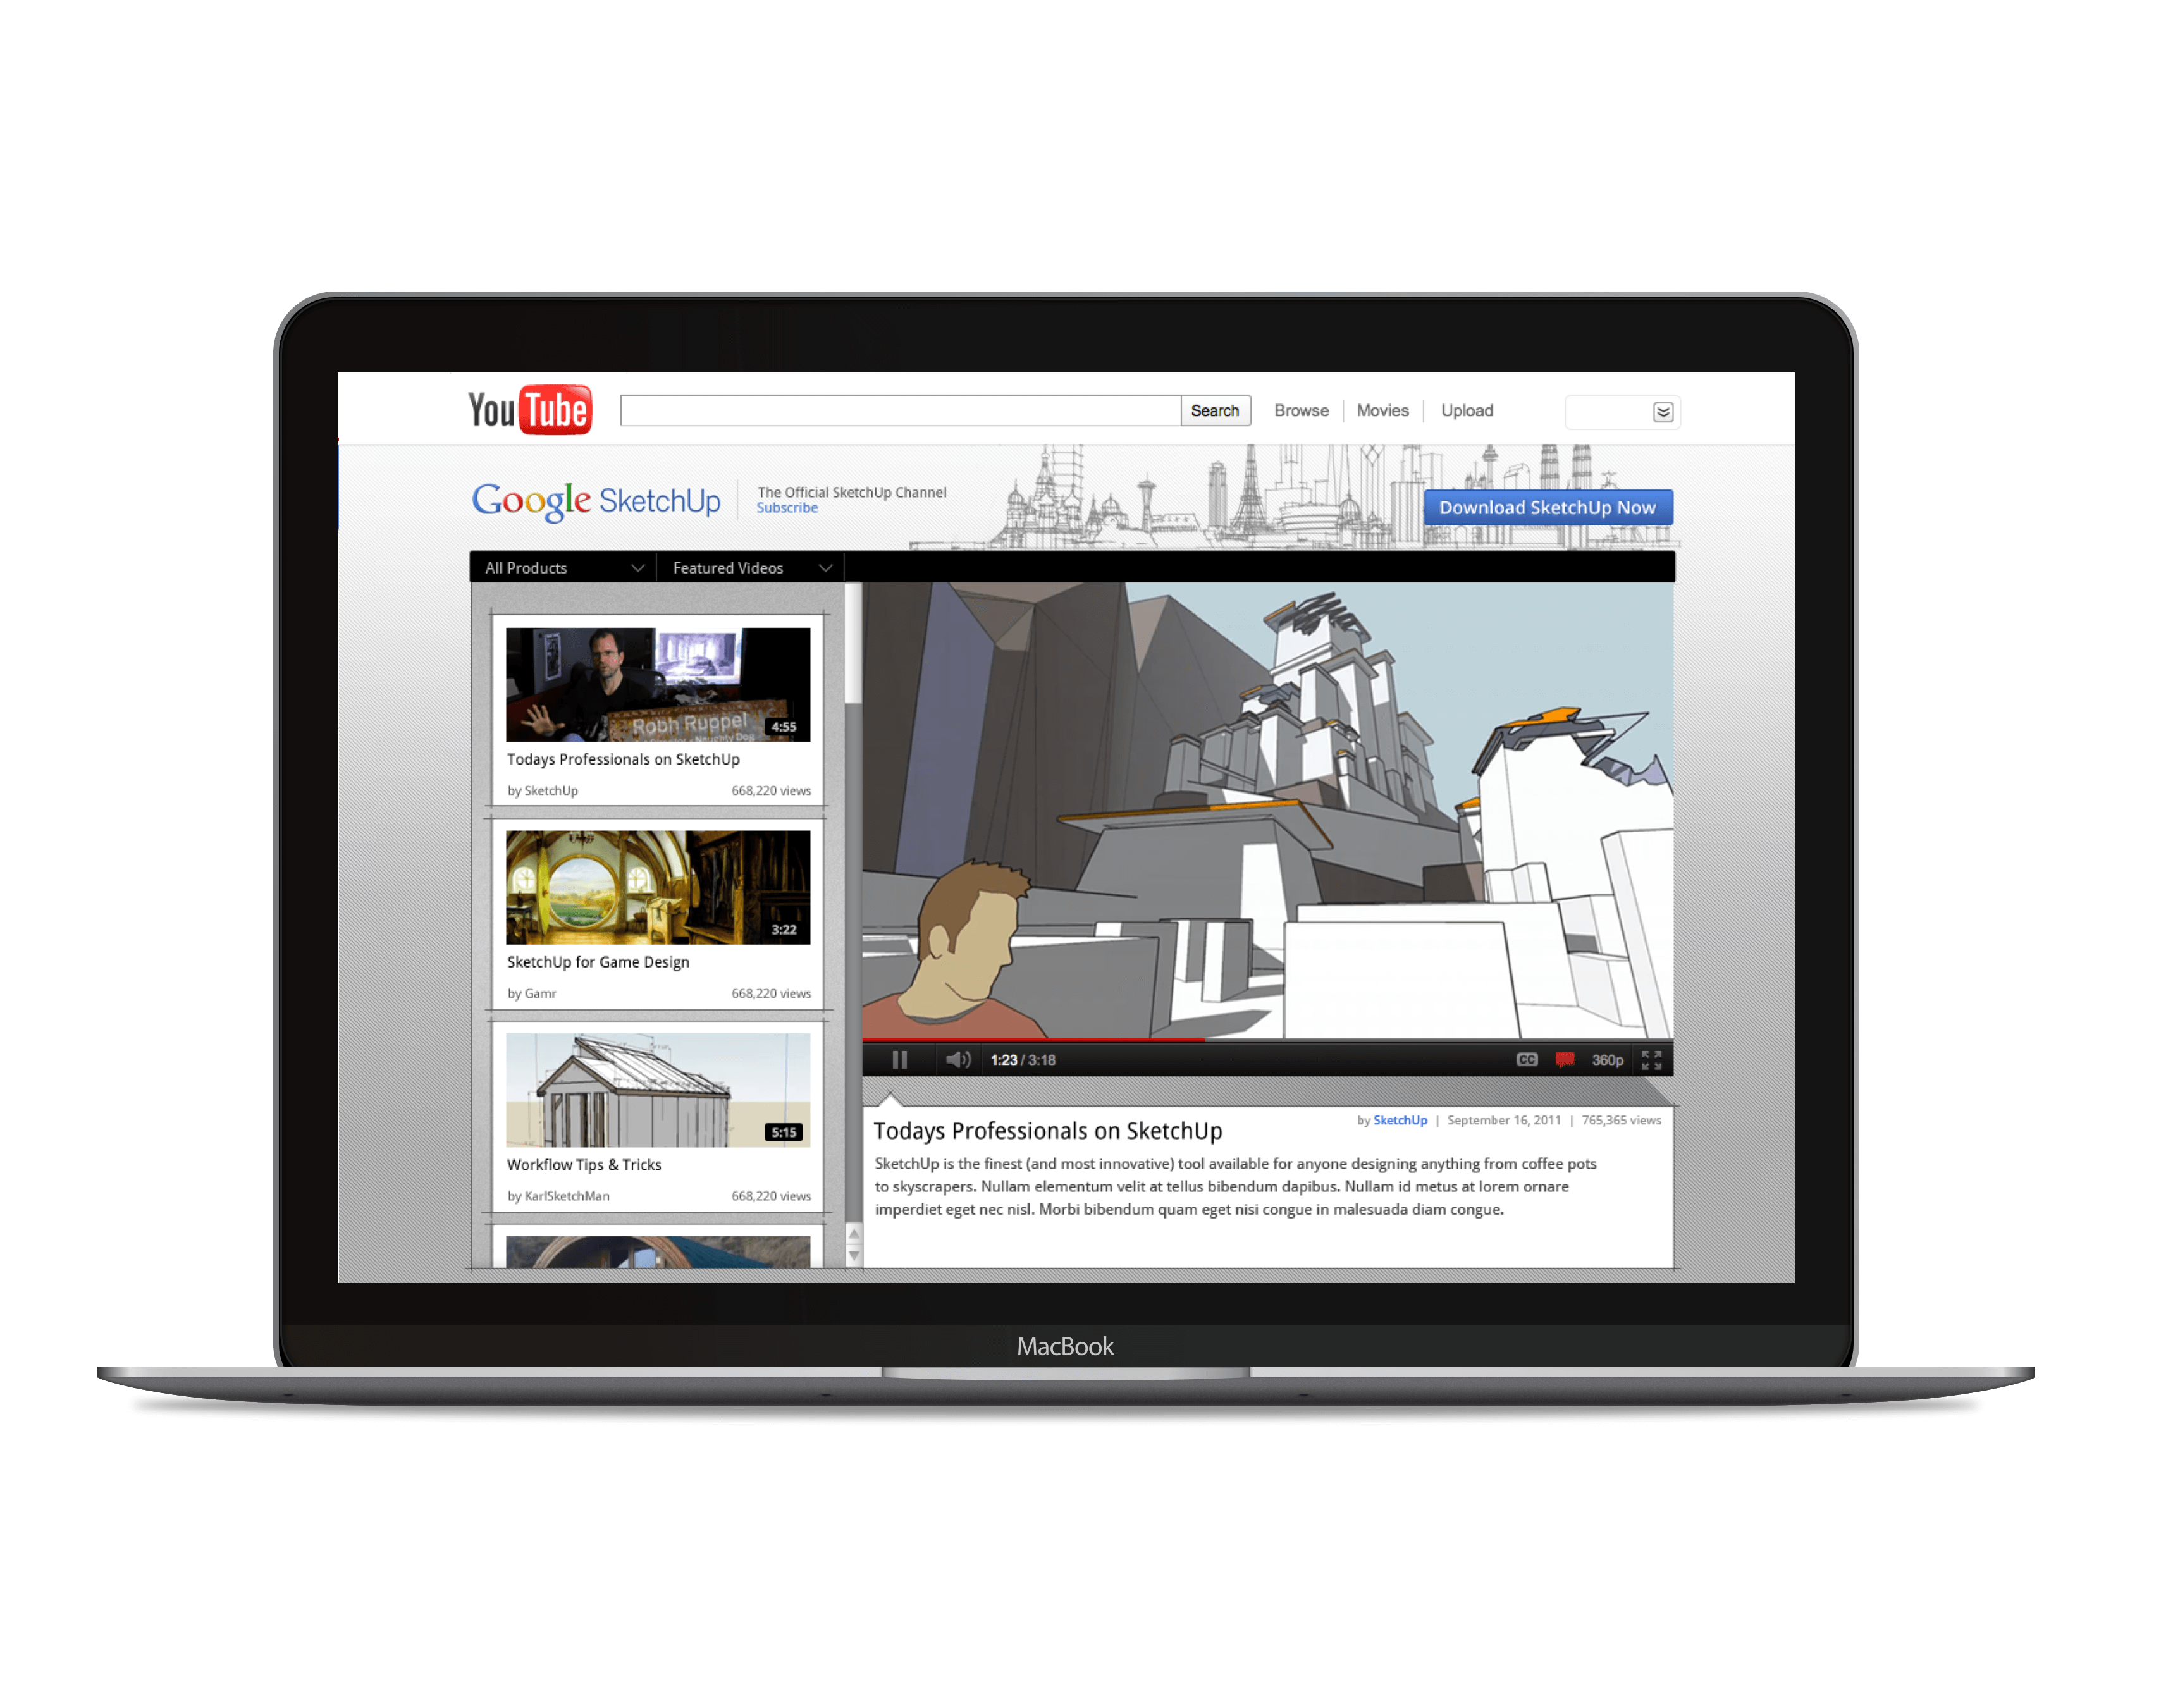 YouTube
Search
Browse
Movies
Upload
Google SketchUp
The Official SketchUp Channel
Subscribe
Download SketchUp Now
All Products
Featured Videos
Robh Ruppel
Naughty Dog
4:55
Todays Professionals on SketchUp
by SketchUp
668,220 views
3:22
SketchUp for Game Design
by Gamr
668,220 views
5:15
Workflow Tips & Tricks
by KarlSketchMan
668,220 views
1:23 / 3:18
CC
360p
Todays Professionals on SketchUp
by SketchUp | September 16, 2011 | 765,365 views
SketchUp is the finest (and most innovative) tool available for anyone designing anything from coffee pots
to skyscrapers. Nullam elementum velit at tellus bibendum dapibus. Nullam id metus at lorem ornare
imperdiet eget nec nisl. Morbi bibendum quam eget nisi congue in malesuada diam congue.
MacBook